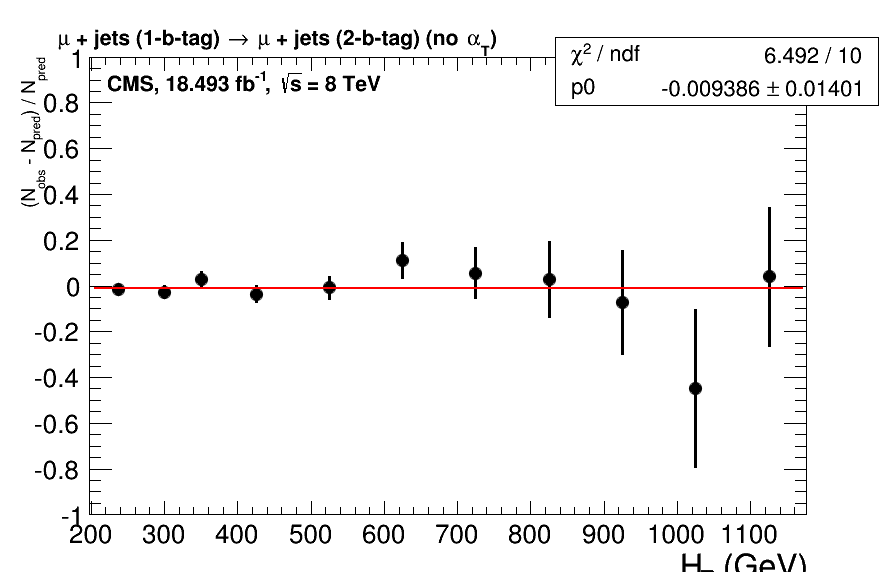 μ + jets (1-b-tag) → μ + jets (2-b-tag) (no α_T)
χ² / ndf 6.492 / 10
p0 -0.009386 ± 0.01401
CMS, 18.493 fb⁻¹, √s = 8 TeV
(N_obs - N_pred) / N_pred
1
0.8
0.6
0.4
0.2
0
-0.2
-0.4
-0.6
-0.8
-1
200 300 400 500 600 700 800 900 1000 1100
(GeV)